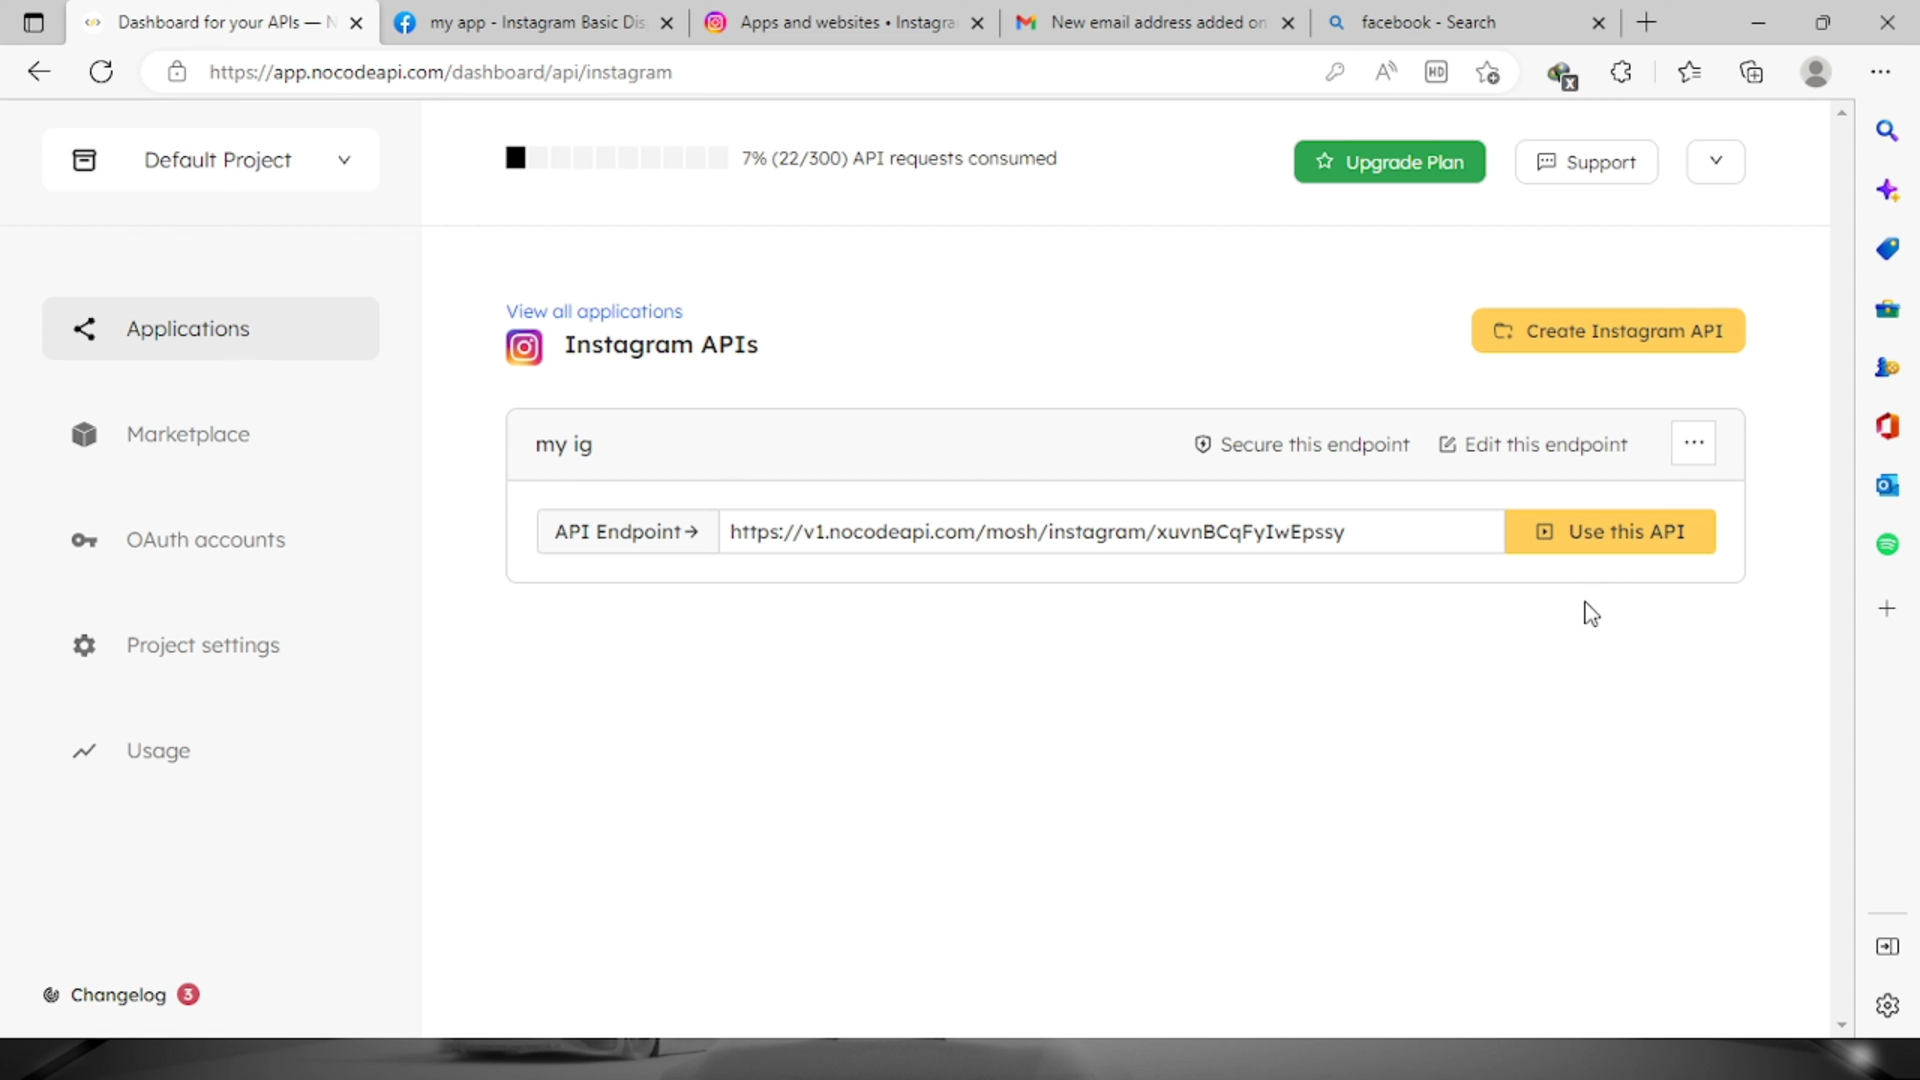 Dashboard for your APIs — N
my app - Instagram Basic Dis
Apps and websites • Instagra
New email address added on
facebook - Search
https://app.nocodeapi.com/dashboard/api/instagram
HD
Default Project
7% (22/300) API requests consumed
Upgrade Plan
Support
Applications
Marketplace
OAuth accounts
Project settings
Usage
Changelog 3
View all applications
Instagram APIs
Create Instagram API
my ig
Secure this endpoint
Edit this endpoint
API Endpoint→
https://v1.nocodeapi.com/mosh/instagram/xuvnBCqFyIwEpssy
Use this API